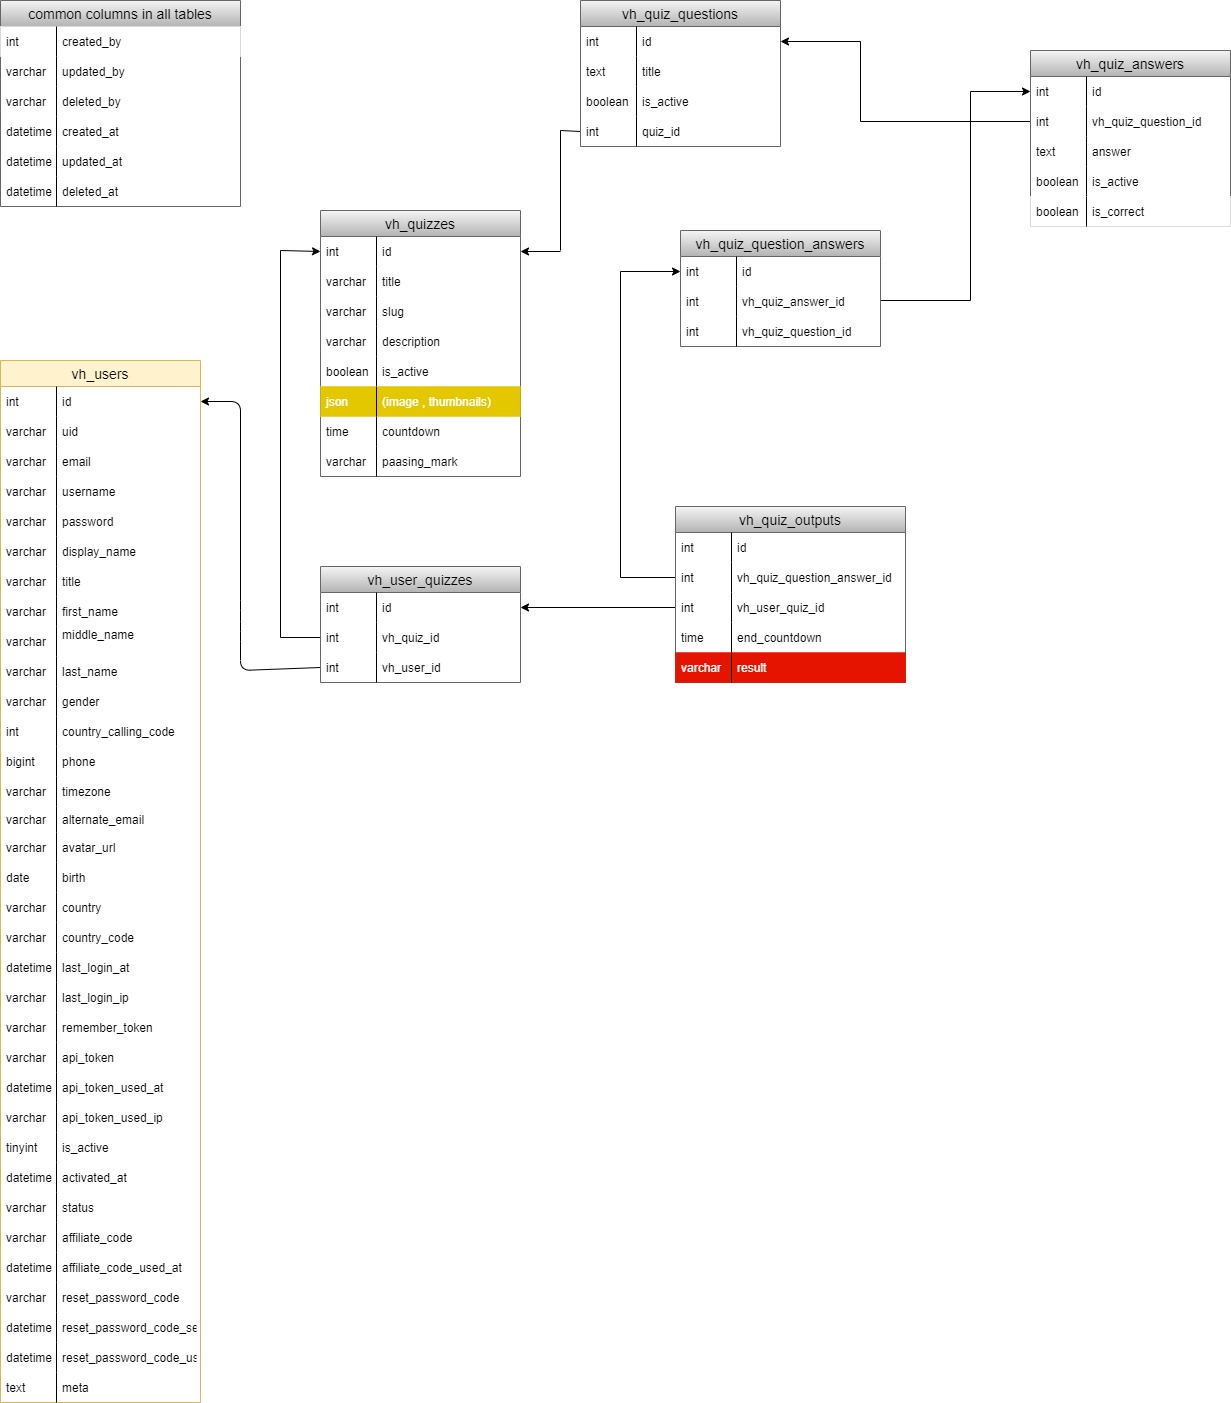 common columns in all tables
int created_by
varchar updated_by
varchar deleted_by
datetime created_at
datetime updated_at
datetime deleted_at
vh_quiz_questions
int id
text title
boolean is_active
int quiz_id
vh_quiz_answers
int id
int vh_quiz_question_id
text answer
boolean is_active
boolean is_correct
vh_quizzes
int id
varchar title
varchar slug
varchar description
boolean is_active
json (image , thumbnails)
time countdown
varchar paasing_mark
vh_quiz_question_answers
int id
int vh_quiz_answer_id
int vh_quiz_question_id
vh_users
int id
varchar uid
varchar email
varchar username
varchar password
varchar display_name
varchar title
varchar first_name
varchar middle_name
varchar last_name
varchar gender
int country_calling_code
bigint phone
varchar timezone
varchar alternate_email
varchar avatar_url
date birth
varchar country
varchar country_code
datetime last_login_at
varchar last_login_ip
varchar remember_token
varchar api_token
datetime api_token_used_at
varchar api_token_used_ip
tinyint is_active
datetime activated_at
varchar status
varchar affiliate_code
datetime affiliate_code_used_at
varchar reset_password_code
datetime reset_password_code_se
datetime reset_password_code_us
text meta
vh_user_quizzes
int id
int vh_quiz_id
int vh_user_id
vh_quiz_outputs
int id
int vh_quiz_question_answer_id
int vh_user_quiz_id
time end_countdown
varchar result